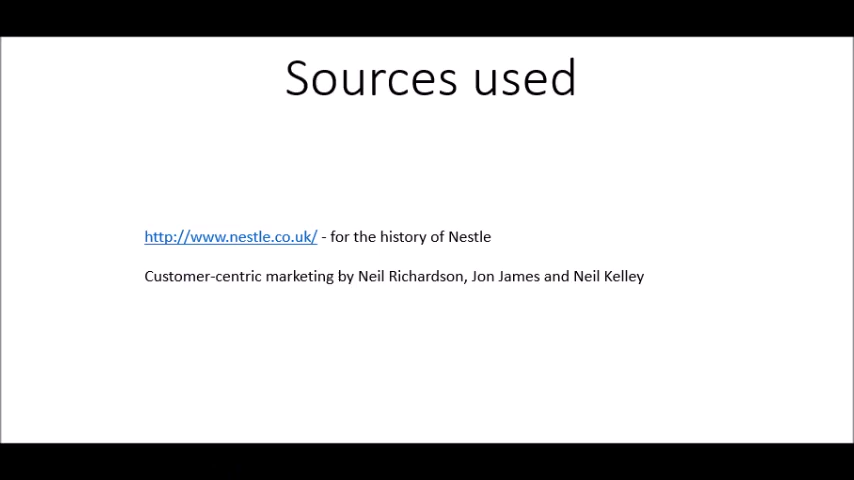 Sources used
http://www.nestle.co.uk/ - for the history of Nestle
Customer-centric marketing by Neil Richardson, Jon James and Neil Kelley